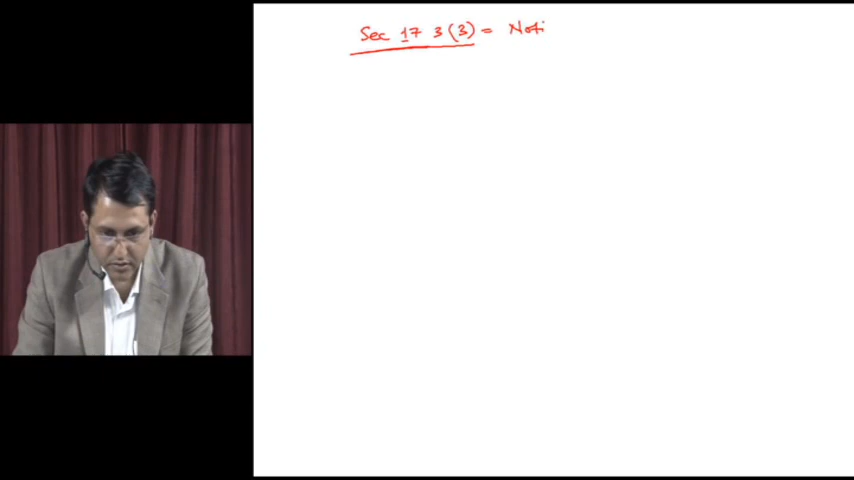 Sec 17 3(3) = Noti